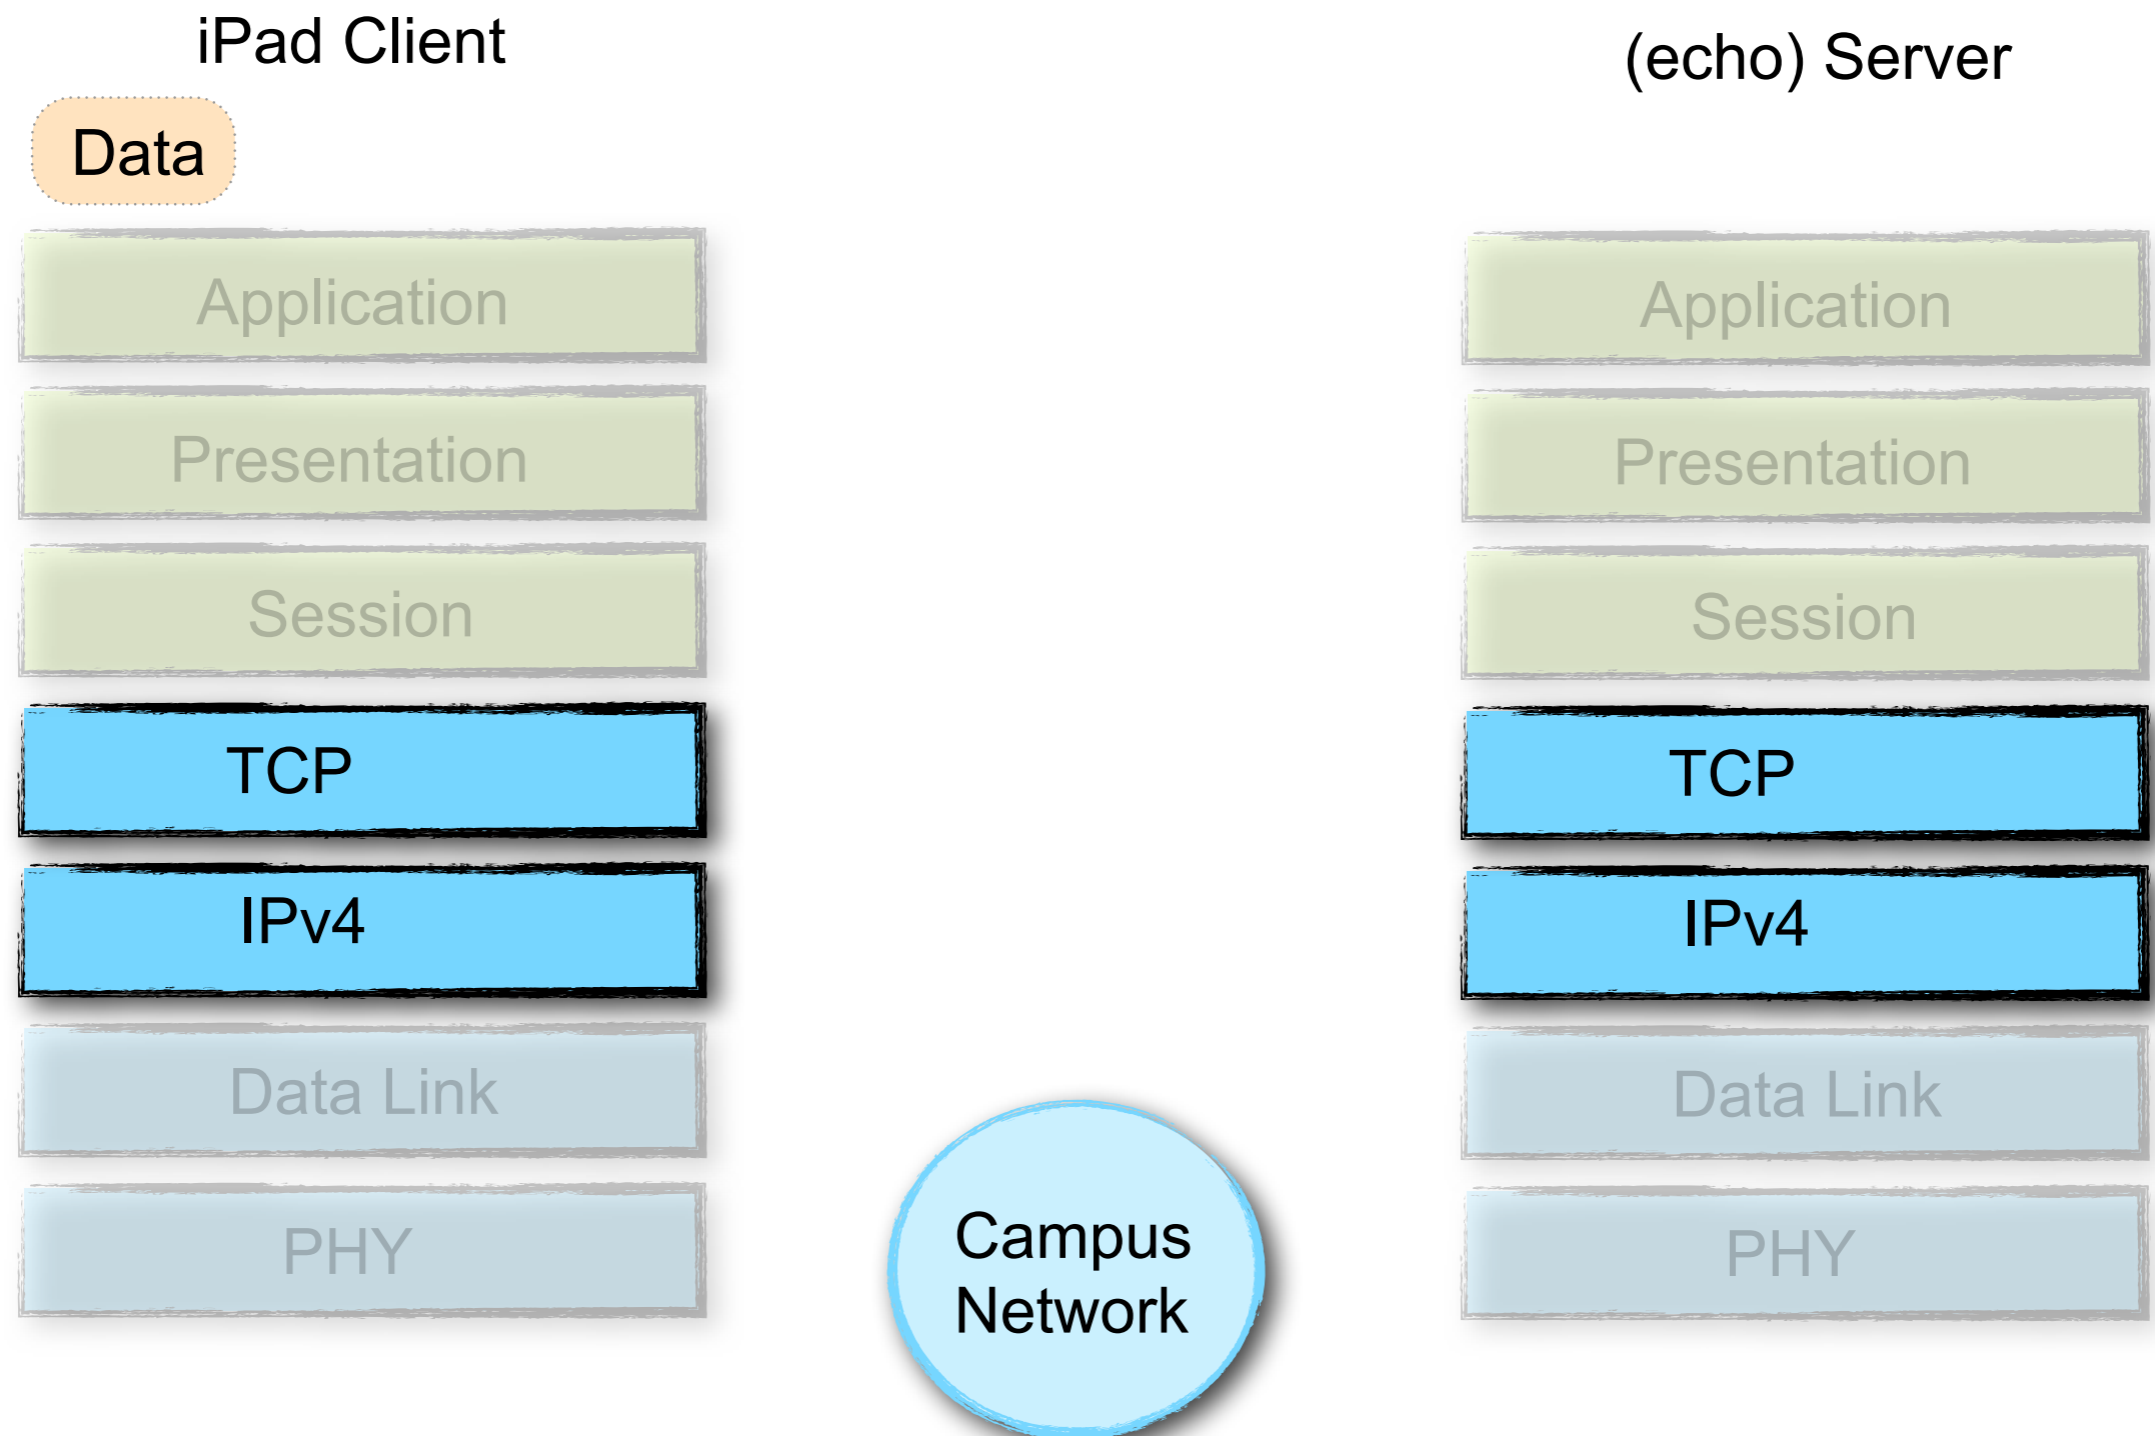 iPad Client
Data
Application
Presentation
Session
TCP
IPv4
Data Link
PHY
Campus
Network
(echo) Server
Application
Presentation
Session
TCP
IPv4
Data Link
PHY